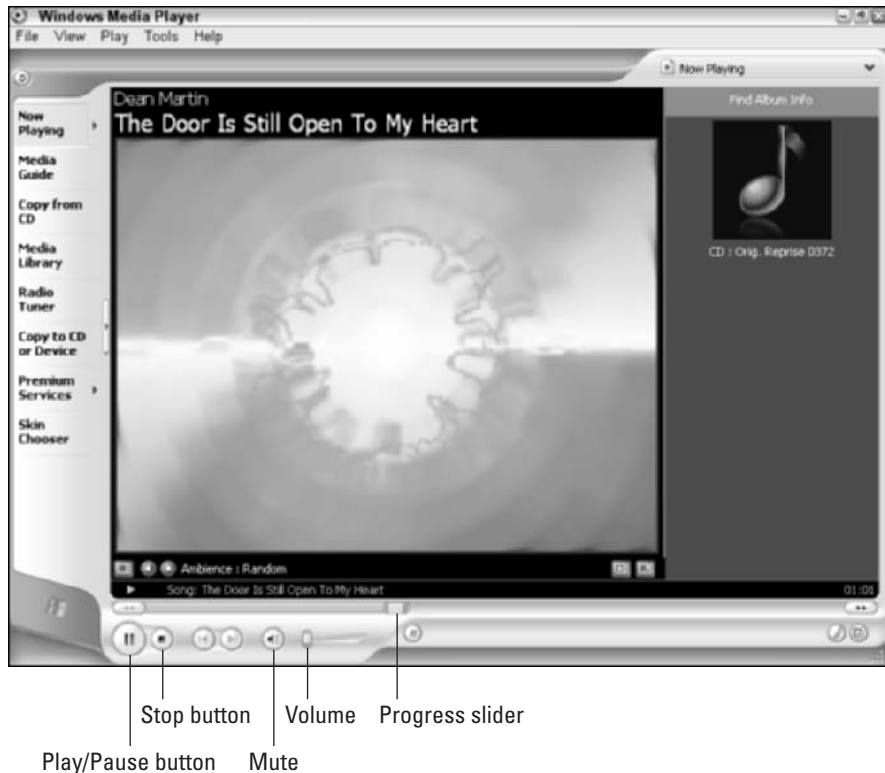 Windows Media Player
File View Play Tools Help
Now Playing
Now
Playing
Media
Guide
Copy from
CD
Media
Library
Radio
Tuner
Copy to CD
or Device
Premium
Services
Skin
Chooser
Dean Martin
The Door Is Still Open To My Heart
Find Album Info
CD : Orig. Reprise 0372
Ambience : Random
Song: The Door Is Still Open To My Heart 01:01
Stop button Volume Progress slider
Play/Pause button Mute